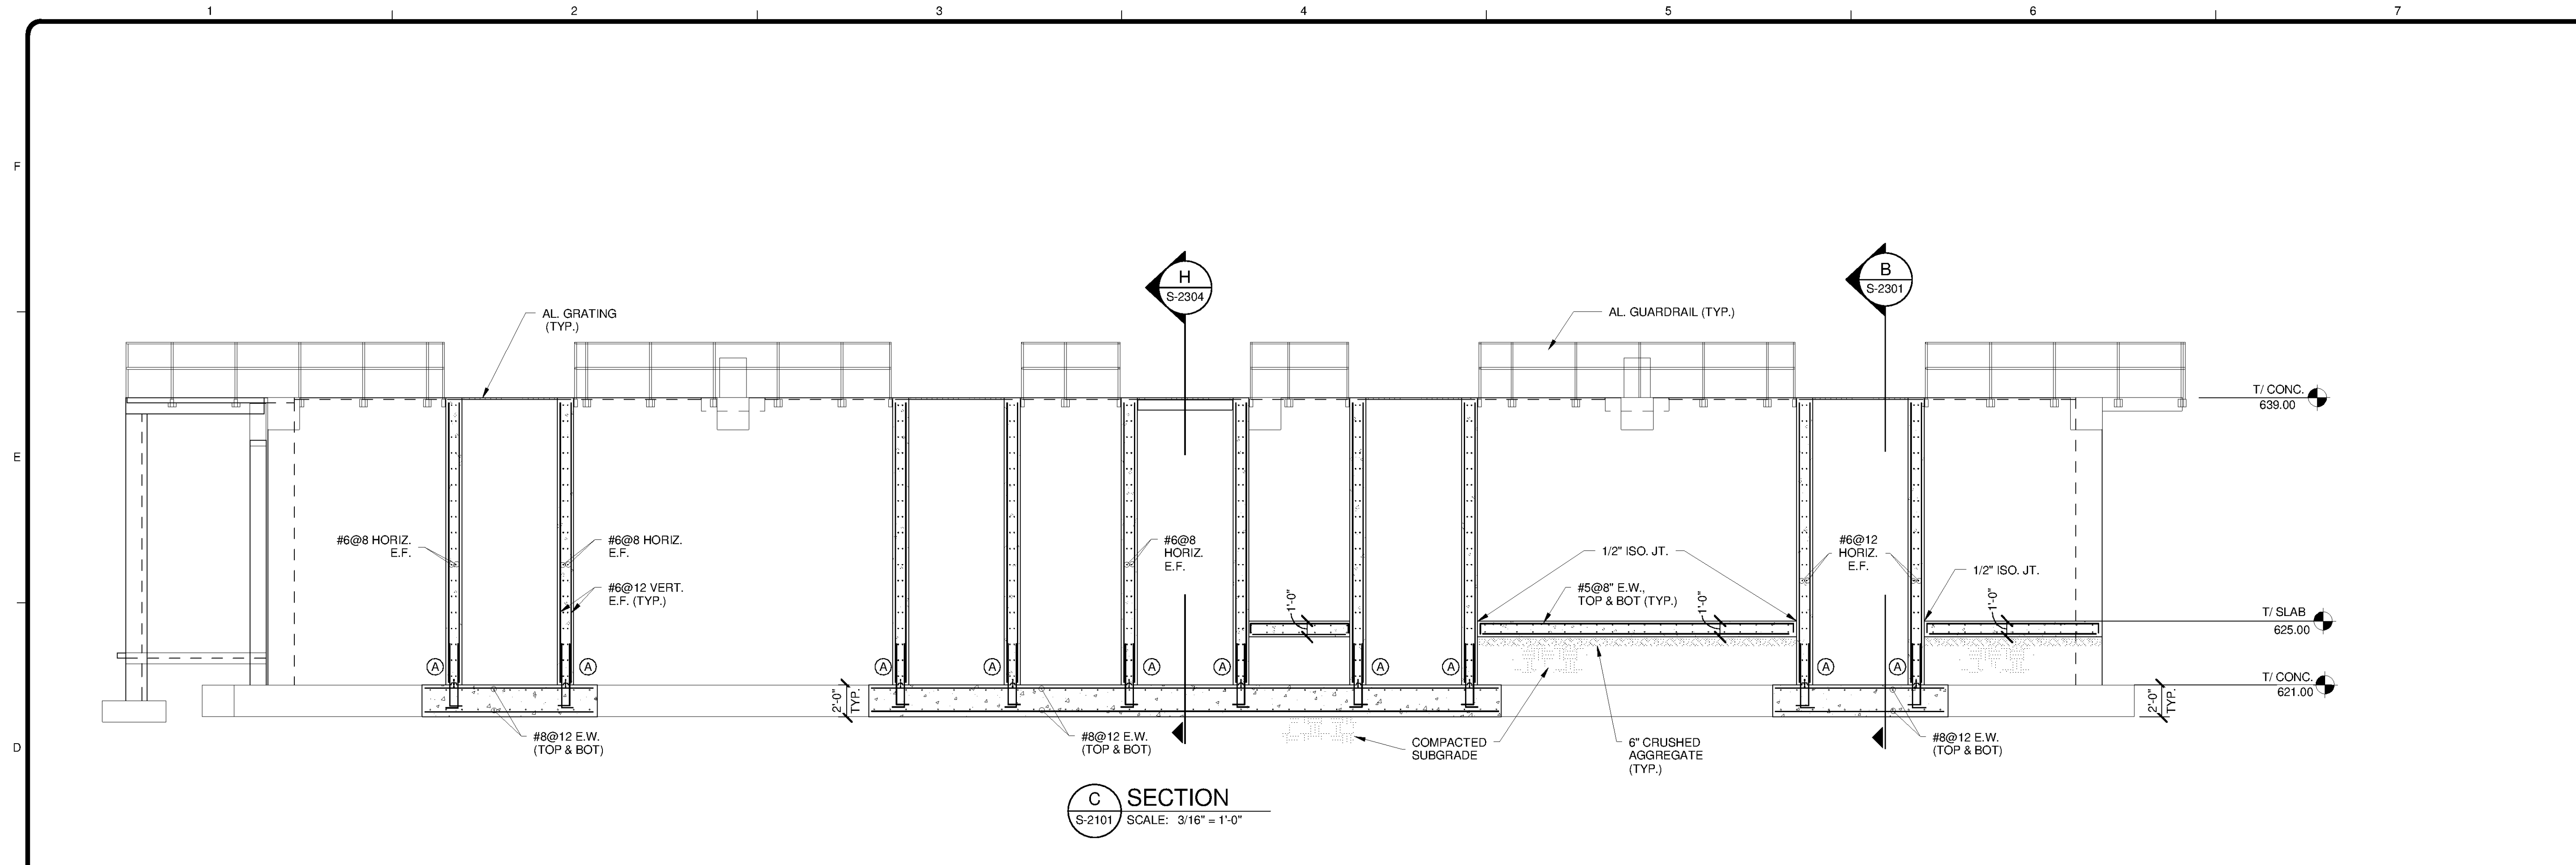 1 2 3 4 5 6 7
F
E
D
H
S-2304
B
S-2301
AL. GRATING
(TYP.)
AL. GUARDRAIL (TYP.)
T/ CONC.
639.00
#6@8 HORIZ.
E.F.
#6@8 HORIZ.
E.F.
#6@12 VERT.
E.F. (TYP.)
#6@8
HORIZ.
E.F.
1/2" ISO. JT.
#5@8" E.W.,
TOP & BOT (TYP.)
#6@12
HORIZ.
E.F.
1/2" ISO. JT.
1'-0"
1'-0"
1'-0"
T/ SLAB
625.00
A A A A A A A A A A
T/ CONC.
621.00
2'-0"
TYP.
2'-0"
TYP.
#8@12 E.W.
(TOP & BOT)
#8@12 E.W.
(TOP & BOT)
COMPACTED
SUBGRADE
6" CRUSHED
AGGREGATE
(TYP.)
#8@12 E.W.
(TOP & BOT)
C
S-2101
SECTION
SCALE: 3/16" = 1'-0"